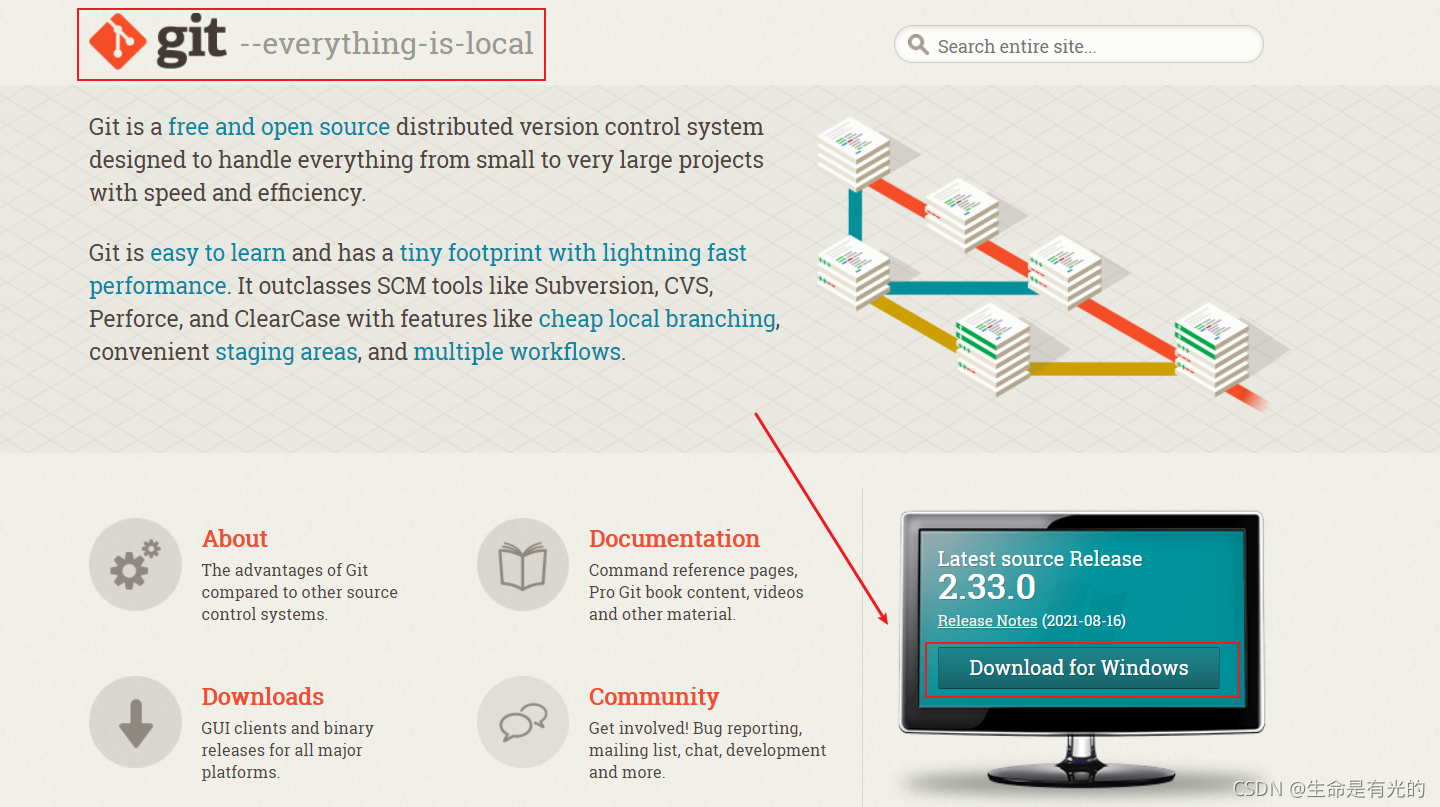 git --everything-is-local
Search entire site...
Git is a free and open source distributed version control system
designed to handle everything from small to very large projects
with speed and efficiency.
Git is easy to learn and has a tiny footprint with lightning fast
performance. It outclasses SCM tools like Subversion, CVS,
Perforce, and ClearCase with features like cheap local branching,
convenient staging areas, and multiple workflows.
About
The advantages of Git
compared to other source
control systems.
Documentation
Command reference pages,
Pro Git book content, videos
and other material.
Downloads
GUI clients and binary
releases for all major
platforms.
Community
Get involved! Bug reporting,
mailing list, chat, development
and more.
Latest source Release
2.33.0
Release Notes (2021-08-16)
Download for Windows
CSDN @生命是有光的